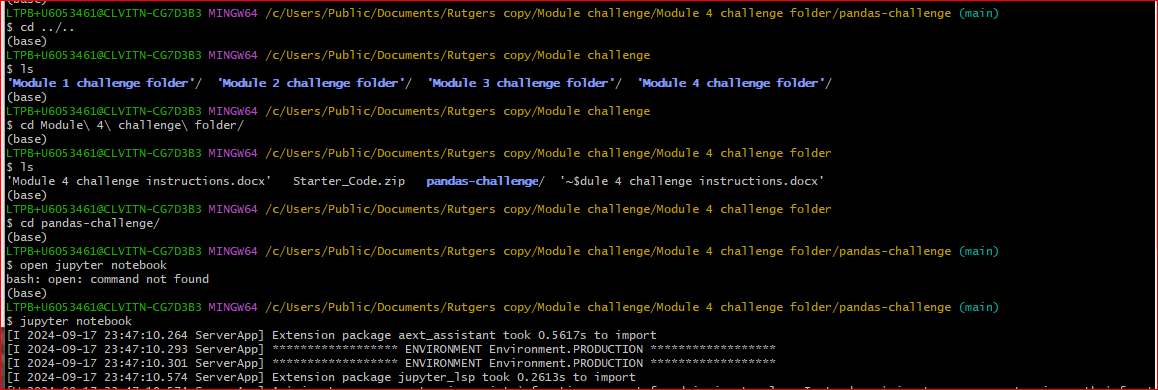 (base)
LTPB+U6053461@CLVITN-CG7D3B3 MINGW64 /c/Users/Public/Documents/Rutgers copy/Module challenge/Module 4 challenge folder/pandas-challenge (main)
$ cd ../..
(base)
LTPB+U6053461@CLVITN-CG7D3B3 MINGW64 /c/Users/Public/Documents/Rutgers copy/Module challenge
$ ls
'Module 1 challenge folder'/  'Module 2 challenge folder'/  'Module 3 challenge folder'/  'Module 4 challenge folder'/
(base)
LTPB+U6053461@CLVITN-CG7D3B3 MINGW64 /c/Users/Public/Documents/Rutgers copy/Module challenge
$ cd Module\ 4\ challenge\ folder/
(base)
LTPB+U6053461@CLVITN-CG7D3B3 MINGW64 /c/Users/Public/Documents/Rutgers copy/Module challenge/Module 4 challenge folder
$ ls
'Module 4 challenge instructions.docx'   Starter_Code.zip   pandas-challenge/  '~$dule 4 challenge instructions.docx'
(base)
LTPB+U6053461@CLVITN-CG7D3B3 MINGW64 /c/Users/Public/Documents/Rutgers copy/Module challenge/Module 4 challenge folder
$ cd pandas-challenge/
(base)
LTPB+U6053461@CLVITN-CG7D3B3 MINGW64 /c/Users/Public/Documents/Rutgers copy/Module challenge/Module 4 challenge folder/pandas-challenge (main)
$ open jupyter notebook
bash: open: command not found
(base)
LTPB+U6053461@CLVITN-CG7D3B3 MINGW64 /c/Users/Public/Documents/Rutgers copy/Module challenge/Module 4 challenge folder/pandas-challenge (main)
$ jupyter notebook
[I 2024-09-17 23:47:10.264 ServerApp] Extension package aext_assistant took 0.5617s to import
[I 2024-09-17 23:47:10.293 ServerApp] ****************** ENVIRONMENT Environment.PRODUCTION ******************
[I 2024-09-17 23:47:10.301 ServerApp] ****************** ENVIRONMENT Environment.PRODUCTION ******************
[I 2024-09-17 23:47:10.574 ServerApp] Extension package jupyter_lsp took 0.2613s to import